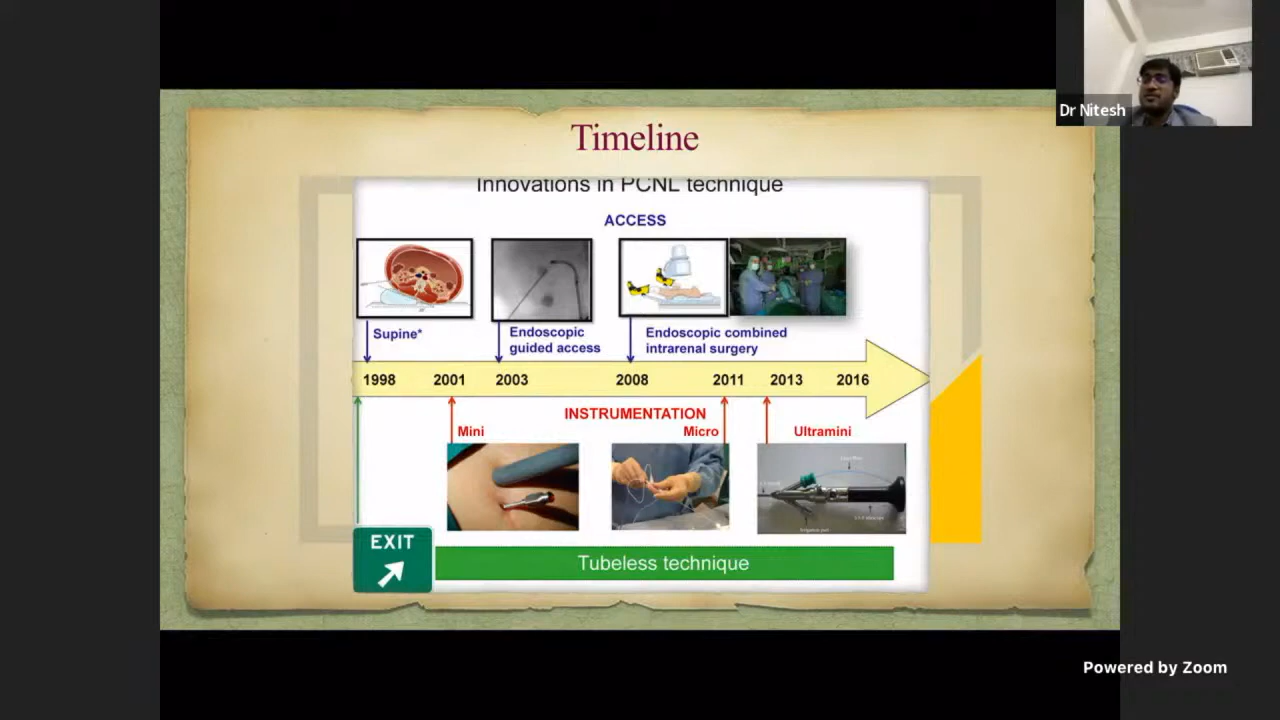 Dr Nitesh
Timeline
Innovations in PCNL technique
ACCESS
Supine*
Endoscopic
guided access
Endoscopic combined
intrarenal surgery
1998 2001 2003 2008 2011 2013 2016
INSTRUMENTATION
Mini
Micro
Ultramini
EXIT
Tubeless technique
Powered by Zoom